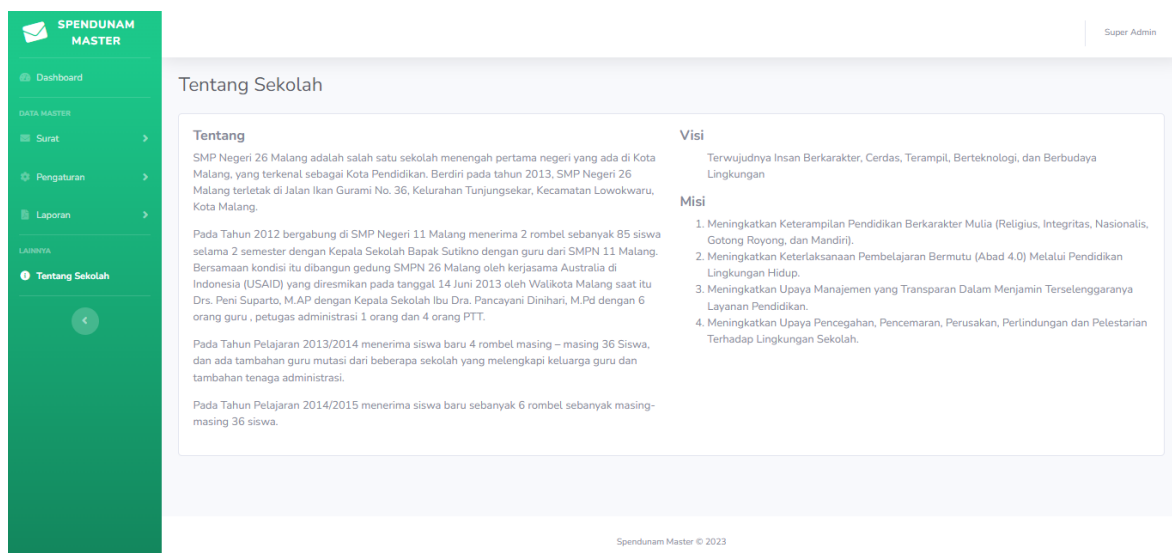 SPENDUNAM
MASTER
Super Admin
Dashboard
DATA MASTER
Surat
Pengaturan
Laporan
LAINNYA
Tentang Sekolah
Tentang Sekolah
Tentang
SMP Negeri 26 Malang adalah salah satu sekolah menengah pertama negeri yang ada di Kota
Malang, yang terkenal sebagai Kota Pendidikan. Berdiri pada tahun 2013, SMP Negeri 26
Malang terletak di Jalan Ikan Gurami No. 36, Kelurahan Tunjungsekar, Kecamatan Lowokwaru,
Kota Malang.
Pada Tahun 2012 bergabung di SMP Negeri 11 Malang menerima 2 rombel sebanyak 85 siswa
selama 2 semester dengan Kepala Sekolah Bapak Sutikno dengan guru dari SMPN 11 Malang.
Bersamaan kondisi itu dibangun gedung SMPN 26 Malang oleh kerjasama Australia di
Indonesia (USAID) yang diresmikan pada tanggal 14 Juni 2013 oleh Walikota Malang saat itu
Drs. Peni Suparto, M.AP dengan Kepala Sekolah Ibu Dra. Pancayani Dinihari, M.Pd dengan 6
orang guru , petugas administrasi 1 orang dan 4 orang PTT.
Pada Tahun Pelajaran 2013/2014 menerima siswa baru 4 rombel masing – masing 36 Siswa,
dan ada tambahan guru mutasi dari beberapa sekolah yang melengkapi keluarga guru dan
tambahan tenaga administrasi.
Pada Tahun Pelajaran 2014/2015 menerima siswa baru sebanyak 6 rombel sebanyak masing-
masing 36 siswa.
Visi
Terwujudnya Insan Berkarakter, Cerdas, Terampil, Berteknologi, dan Berbudaya
Lingkungan
Misi
1. Meningkatkan Keterampilan Pendidikan Berkarakter Mulia (Religius, Integritas, Nasionalis,
Gotong Royong, dan Mandiri).
2. Meningkatkan Keterlaksanaan Pembelajaran Bermutu (Abad 4.0) Melalui Pendidikan
Lingkungan Hidup.
3. Meningkatkan Upaya Manajemen yang Transparan Dalam Menjamin Terselenggaranya
Layanan Pendidikan.
4. Meningkatkan Upaya Pencegahan, Pencemaran, Perusakan, Perlindungan dan Pelestarian
Terhadap Lingkungan Sekolah.
Spendunam Master © 2023